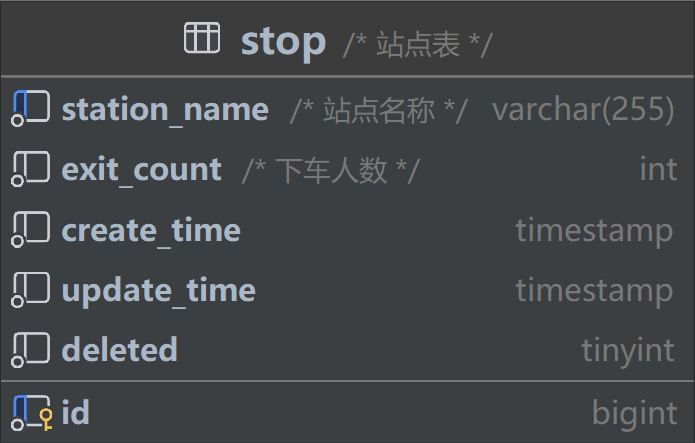 stop /* 站点表 */
station_name /* 站点名称 */ varchar(255)
exit_count /* 下车人数 */ int
create_time timestamp
update_time timestamp
deleted tinyint
id bigint